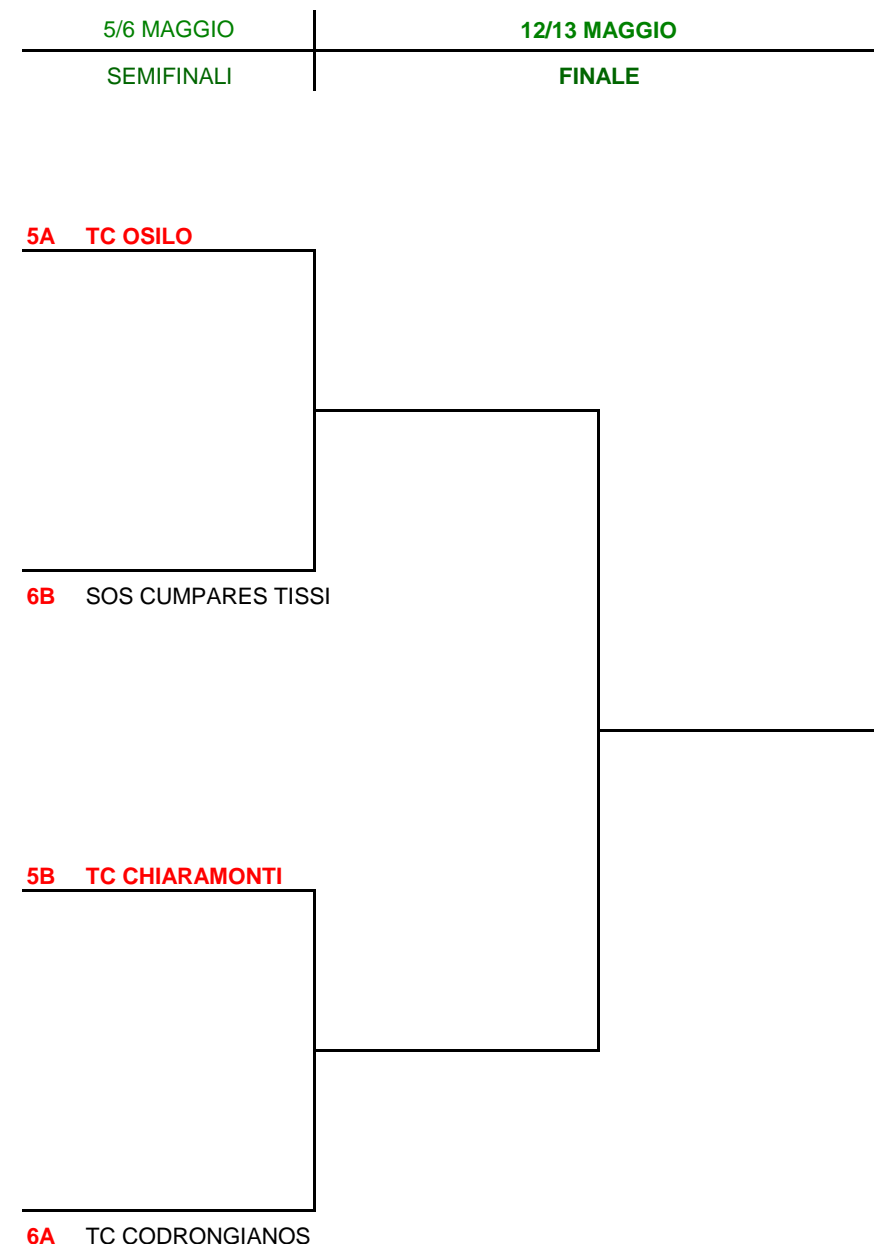 5/6 MAGGIO 12/13 MAGGIO
SEMIFINALI FINALE
5A TC OSILO
6B SOS CUMPARES TISSI
5B TC CHIARAMONTI
6A TC CODRONGIANOS